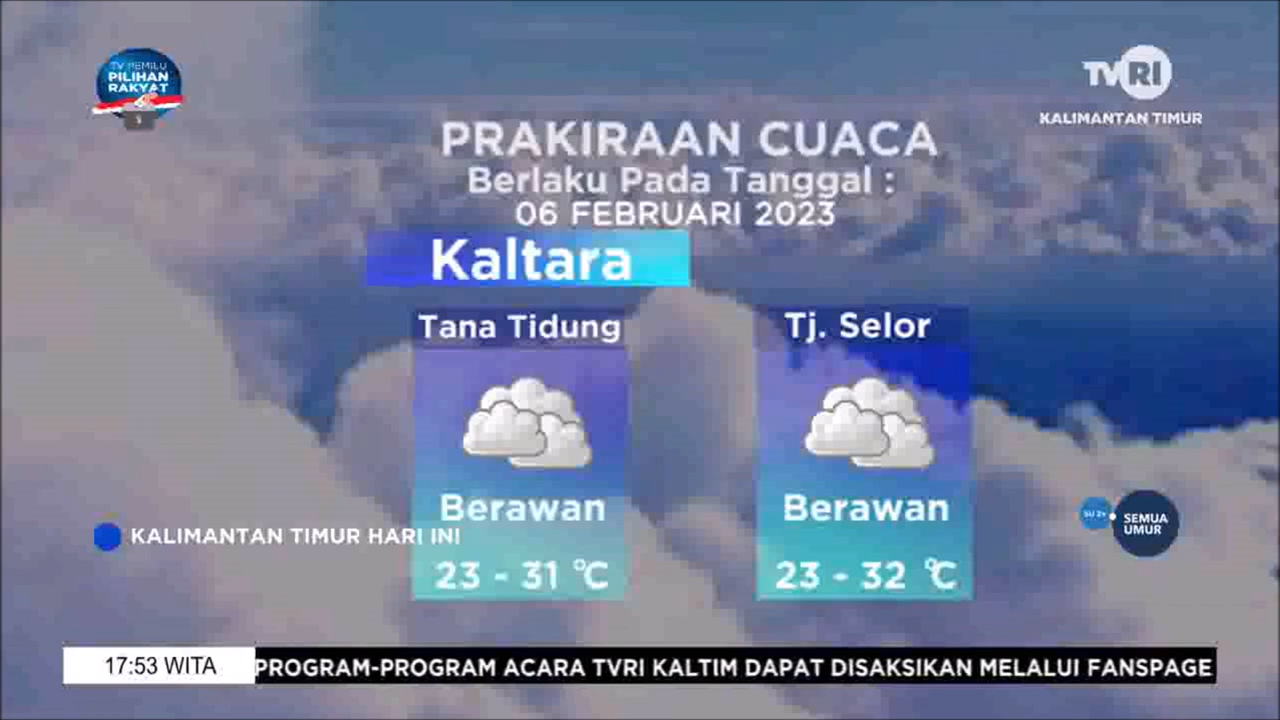 TV PEMILU
PILIHAN
RAKYAT
TVRI
KALIMANTAN TIMUR
PRAKIRAAN CUACA
Berlaku Pada Tanggal :
06 FEBRUARI 2023
Kaltara
Tana Tidung
Tj. Selor
Berawan
Berawan
23 - 31 °C
23 - 32 °C
KALIMANTAN TIMUR HARI INI
SU 2+
SEMUA
UMUR
17:53 WITA
PROGRAM-PROGRAM ACARA TVRI KALTIM DAPAT DISAKSIKAN MELALUI FANSPAGE